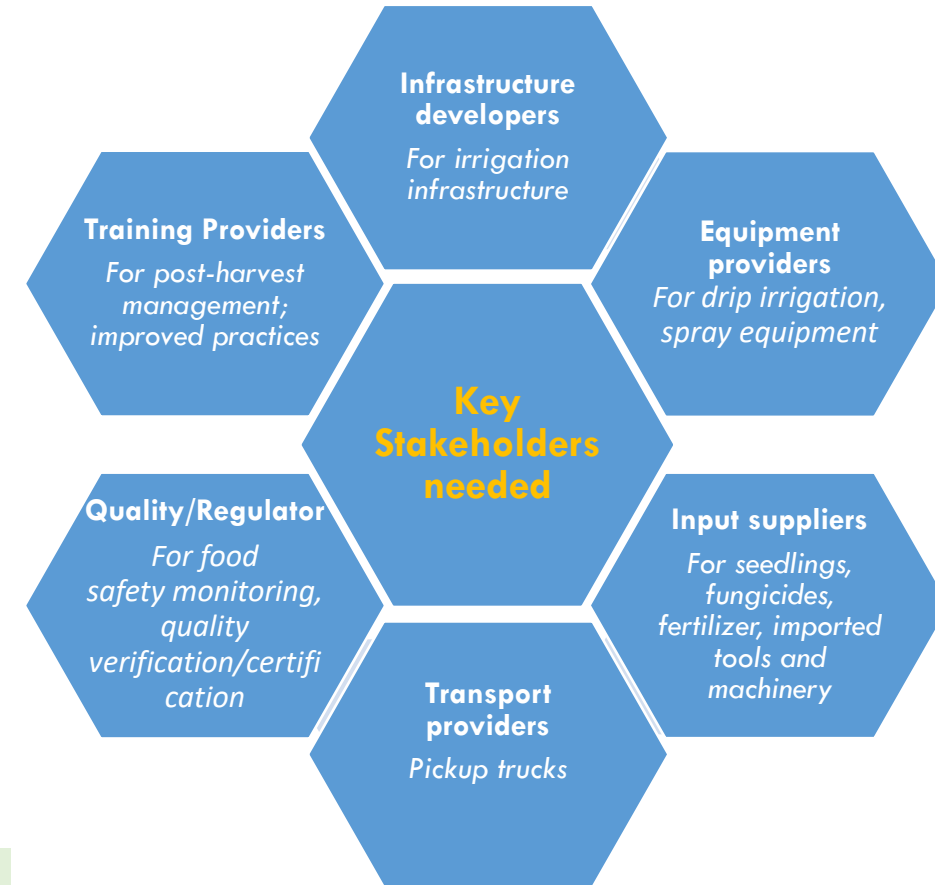 Infrastructure
developers
For irrigation
infrastructure
Training Providers
For post-harvest
management;
improved practices
Equipment
providers
For drip irrigation,
spray equipment
Key
Stakeholders
needed
Quality/Regulator
For food
safety monitoring,
quality
verification/certifi
cation
Input suppliers
For seedlings,
fungicides,
fertilizer, imported
tools and
machinery
Transport
providers
Pickup trucks